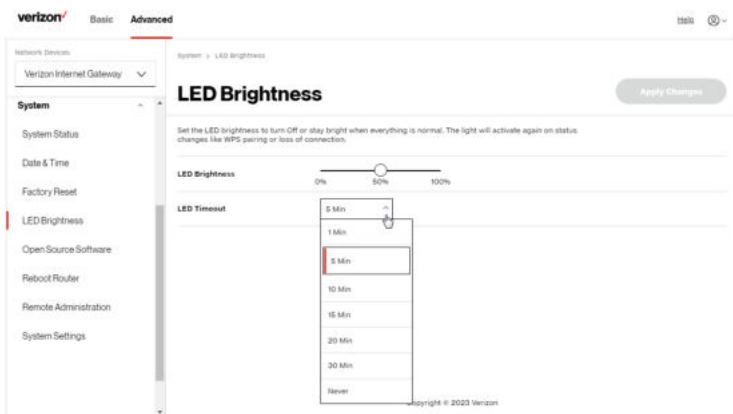 verizon Basic Advanced Help
Network Devices
Verizon Internet Gateway
System
System Status
Date & Time
Factory Reset
LED Brightness
Open Source Software
Reboot Router
Remote Administration
System Settings
System > LED Brightness
LED Brightness
Apply Changes
Set the LED brightness to turn Off or stay bright when everything is normal. The light will activate again on status
changes like WPS pairing or loss of connection.
LED Brightness
0% 50% 100%
LED Timeout
5 Min
1 Min
5 Min
10 Min
15 Min
20 Min
30 Min
Never
Copyright © 2023 Verizon